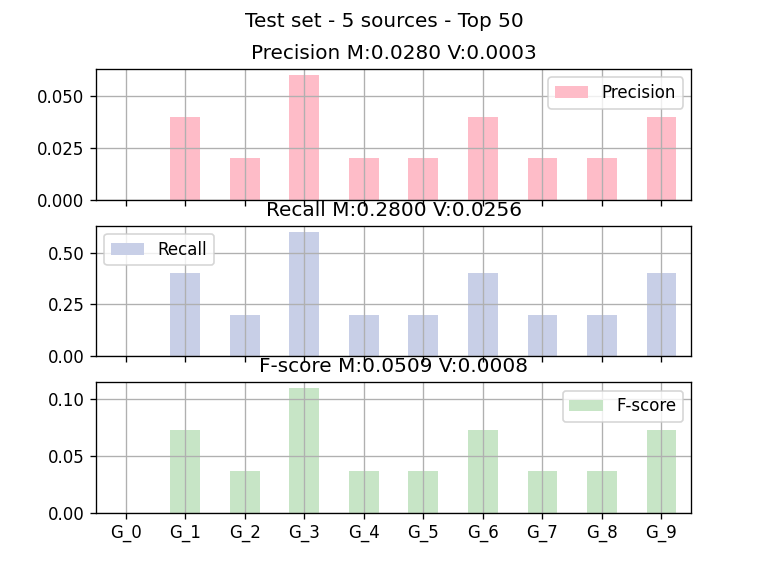 Test set - 5 sources - Top 50
Precision M:0.0280 V:0.0003
0.050
0.025
0.000
Precision
Recall M:0.2800 V:0.0256
0.50
0.25
0.00
Recall
F-score M:0.0509 V:0.0008
0.10
0.05
0.00
F-score
G_0 G_1 G_2 G_3 G_4 G_5 G_6 G_7 G_8 G_9